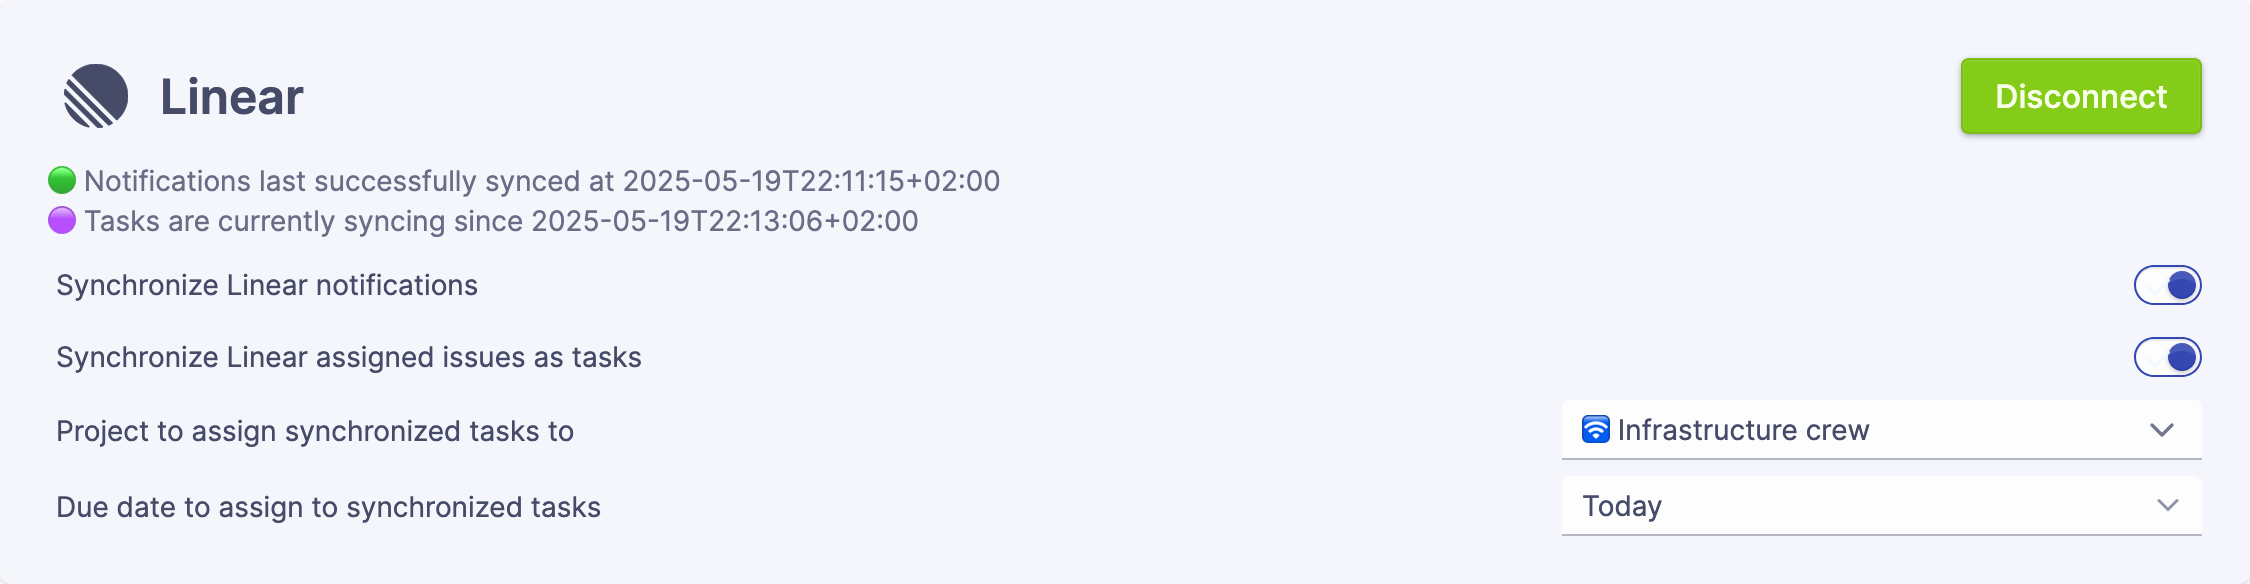 Linear
Disconnect
Notifications last successfully synced at 2025-05-19T22:11:15+02:00
Tasks are currently syncing since 2025-05-19T22:13:06+02:00
Synchronize Linear notifications
Synchronize Linear assigned issues as tasks
Project to assign synchronized tasks to
Infrastructure crew
Due date to assign to synchronized tasks
Today